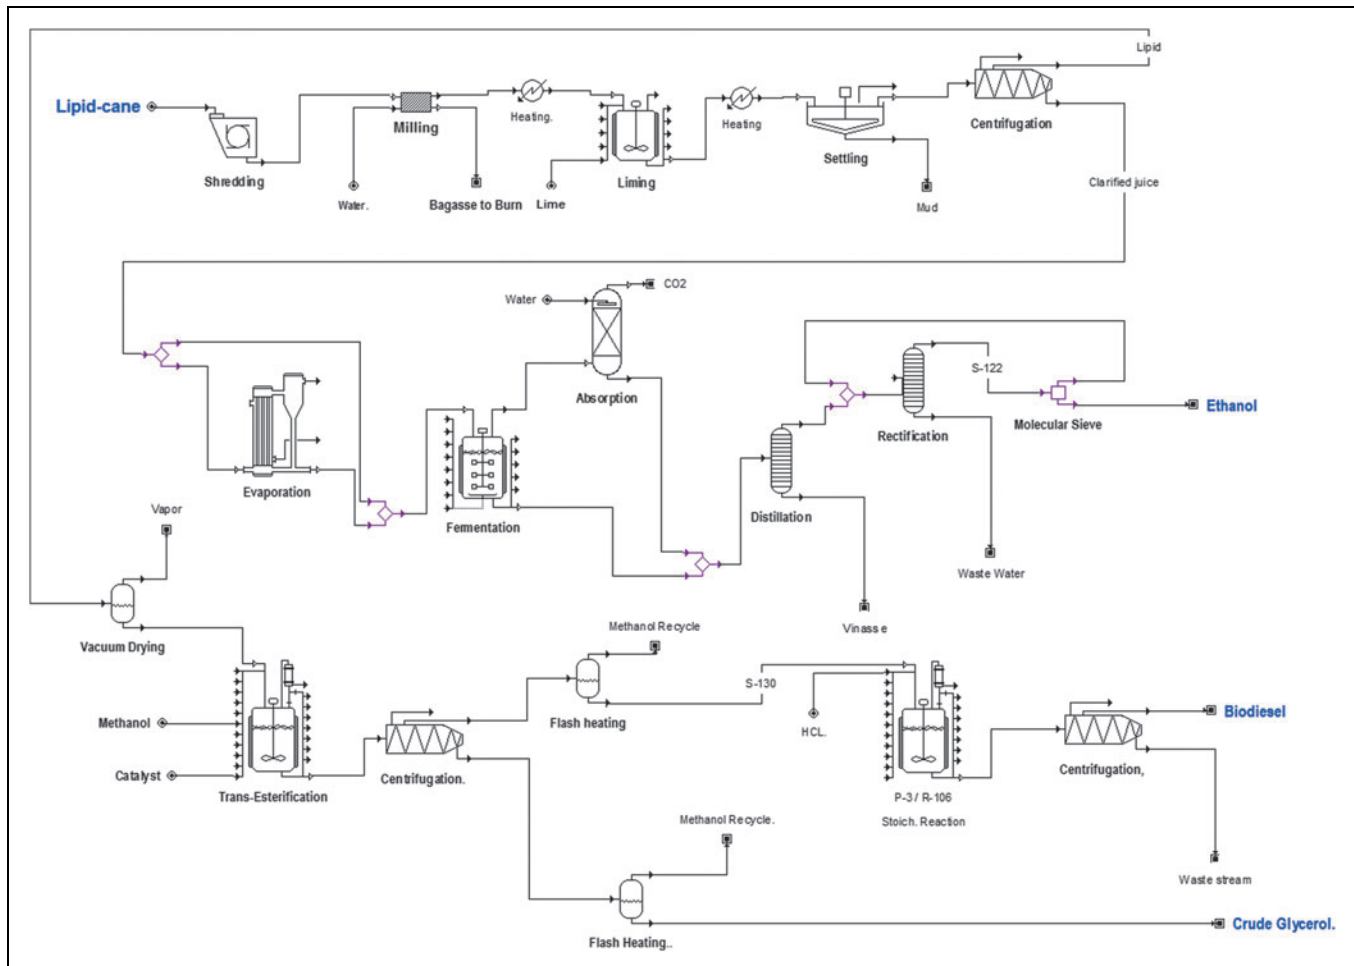 Lipid
Lipid-cane
Milling
Heating.
Heating
Centrifugation
Shredding
Settling
Liming
Clarified juice
Water.
Bagasse to Burn
Lime
Mud
Water
CO2
S-122
Absorption
Ethanol
Rectification
Molecular Sieve
Evaporation
Vapor
Fermentation
Distillation
Waste Water
Methanol Recycle
Vinasse
Vacuum Drying
S-130
Methanol
Flash heating
HCL.
Biodiesel
Catalyst
Centrifugation.
Centrifugation,
Trans-Esterification
P-3 / R-106
Stoich. Reaction
Methanol Recycle.
Waste stream
Crude Glycerol.
Flash Heating..